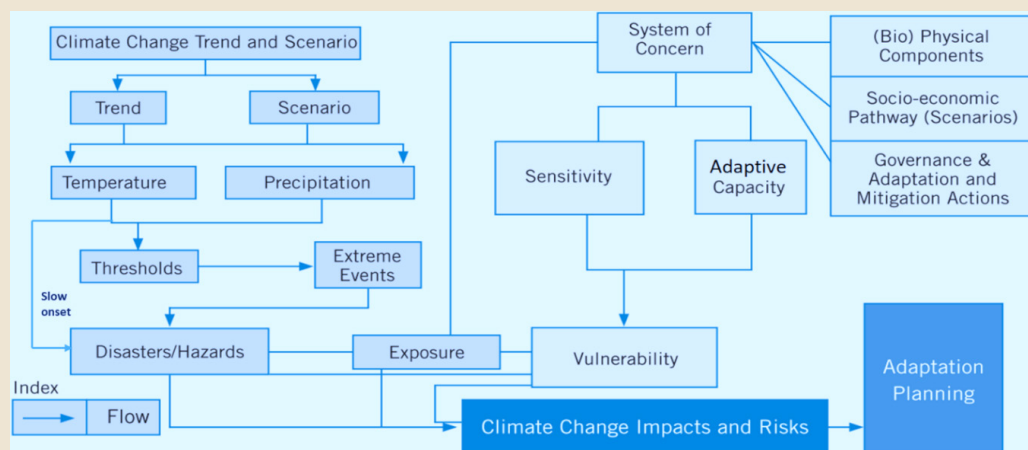 Climate Change Trend and Scenario
Trend
Scenario
Temperature
Precipitation
Thresholds
Extreme
Events
Slow
onset
Disasters/Hazards
Exposure
Index
Flow
System of
Concern
(Bio) Physical
Components
Socio-economic
Pathway (Scenarios)
Governance &
Adaptation and
Mitigation Actions
Sensitivity
Adaptive
Capacity
Vulnerability
Climate Change Impacts and Risks
Adaptation
Planning